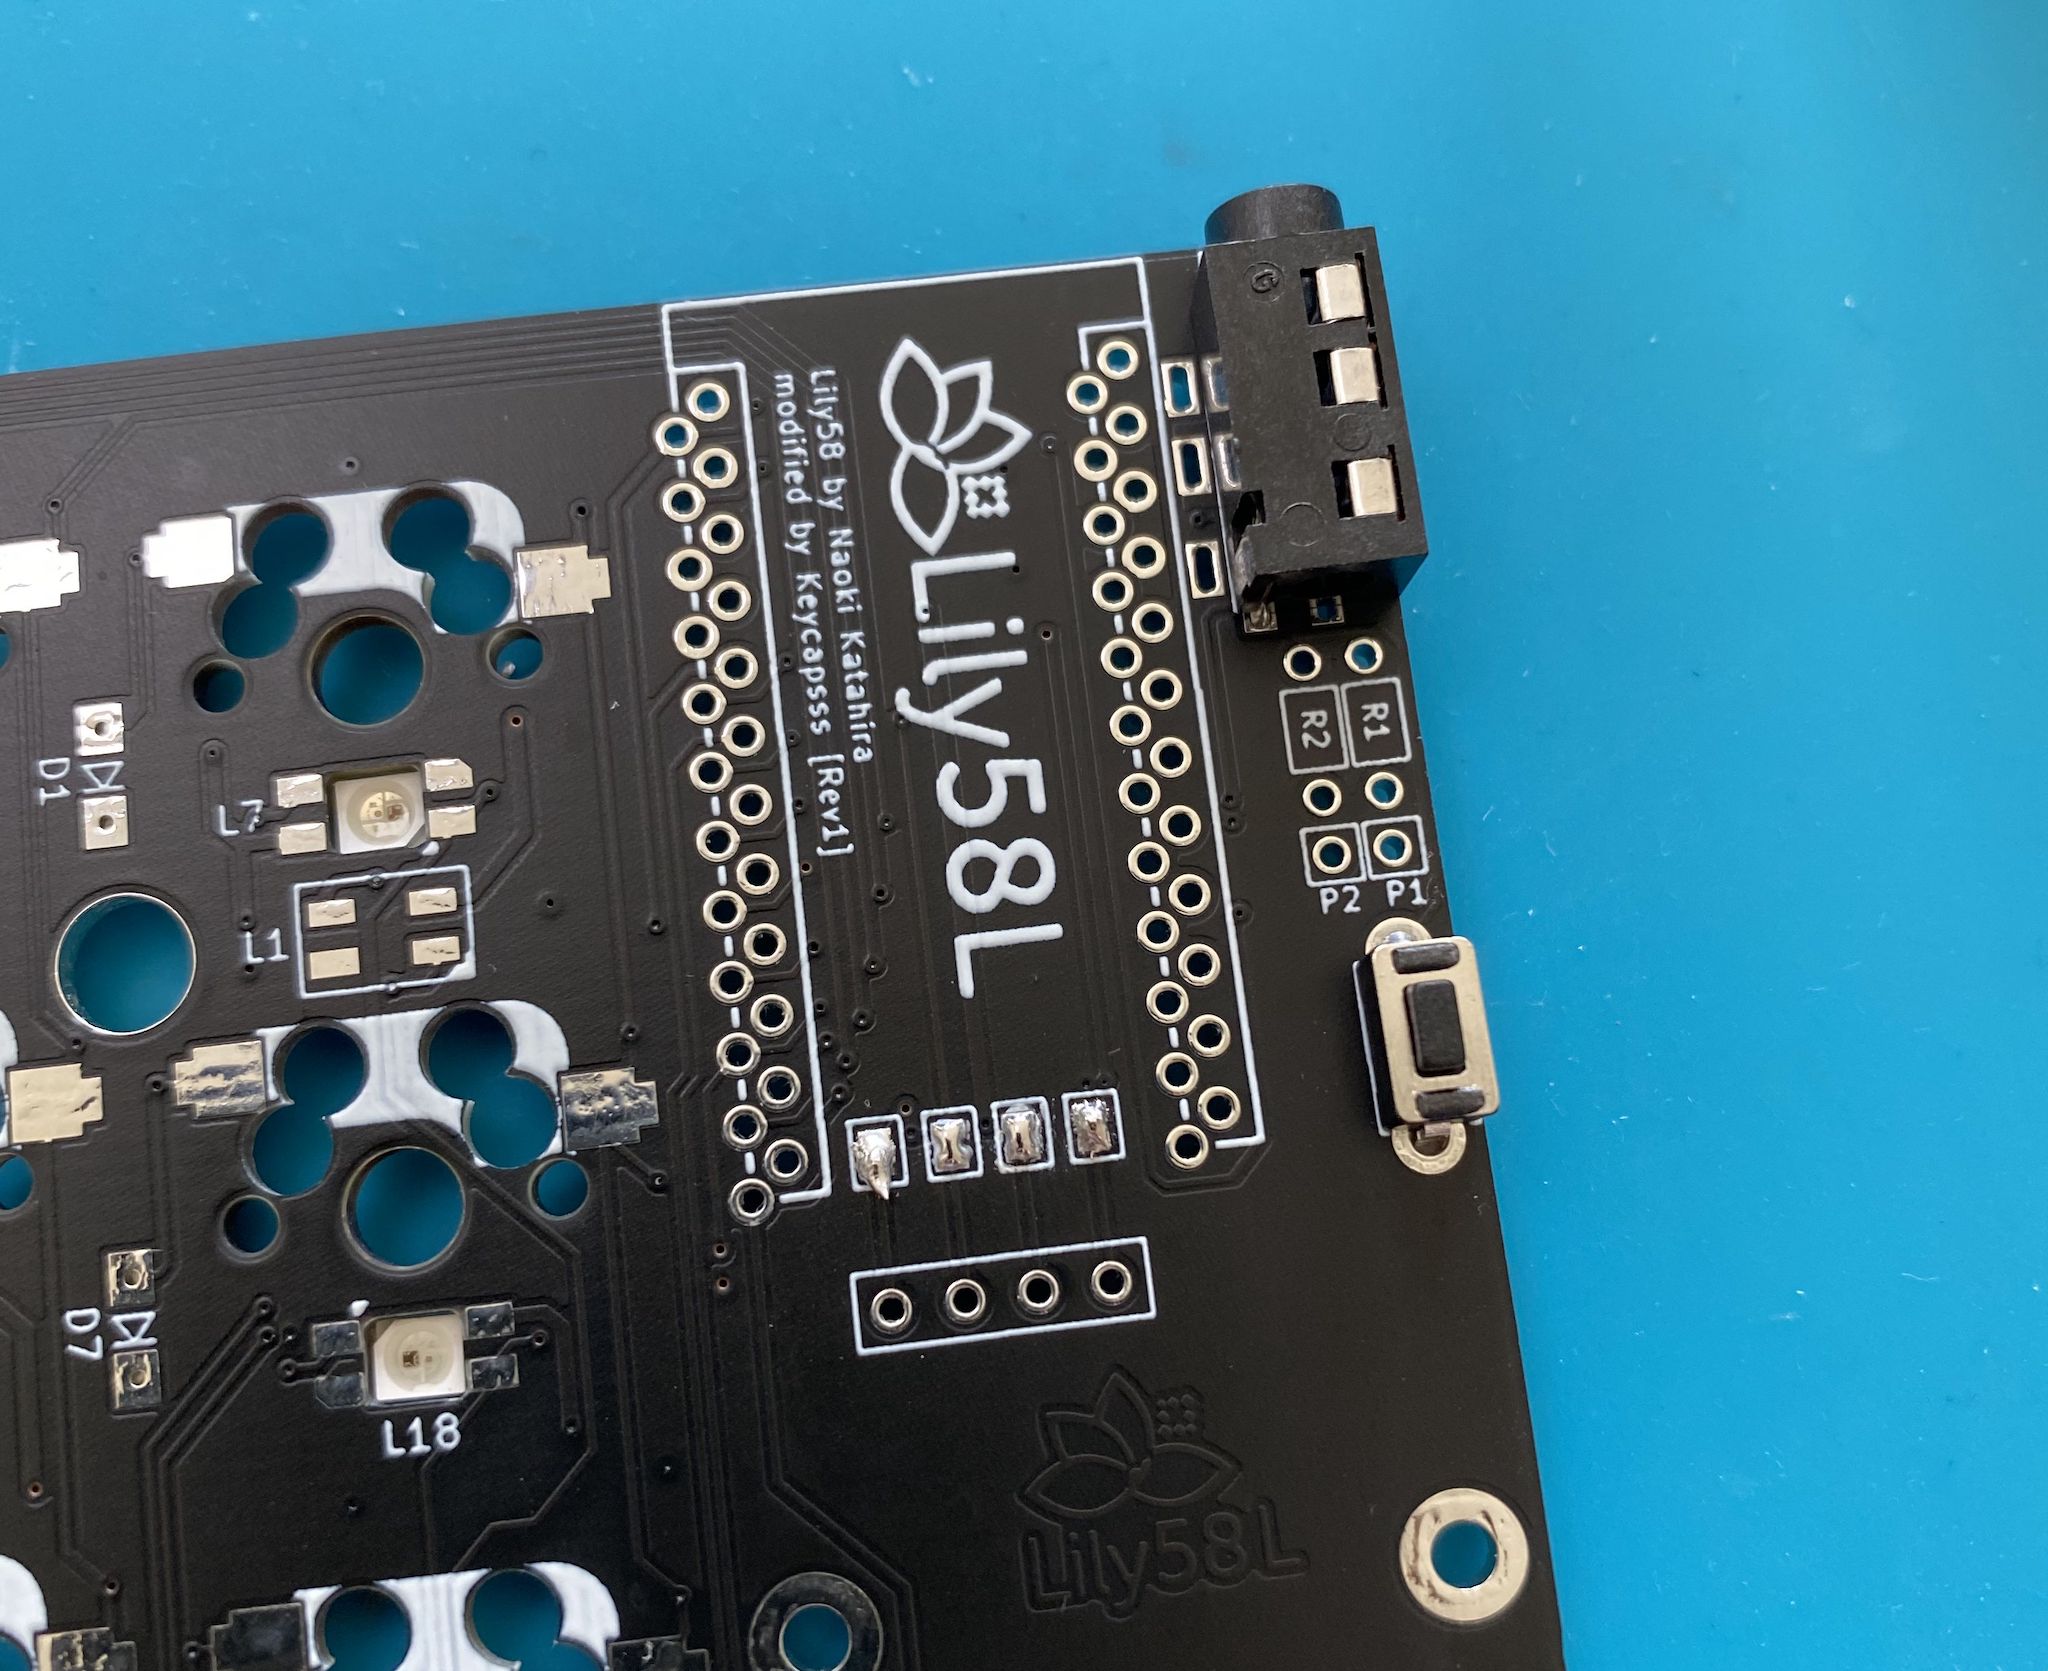 Lily58 by Naoki Katahira
modified by Keycapsss [Rev1]
Lily58L
G
R2
R1
P2
P1
D1
L7
L1
D7
L18
Lily58L